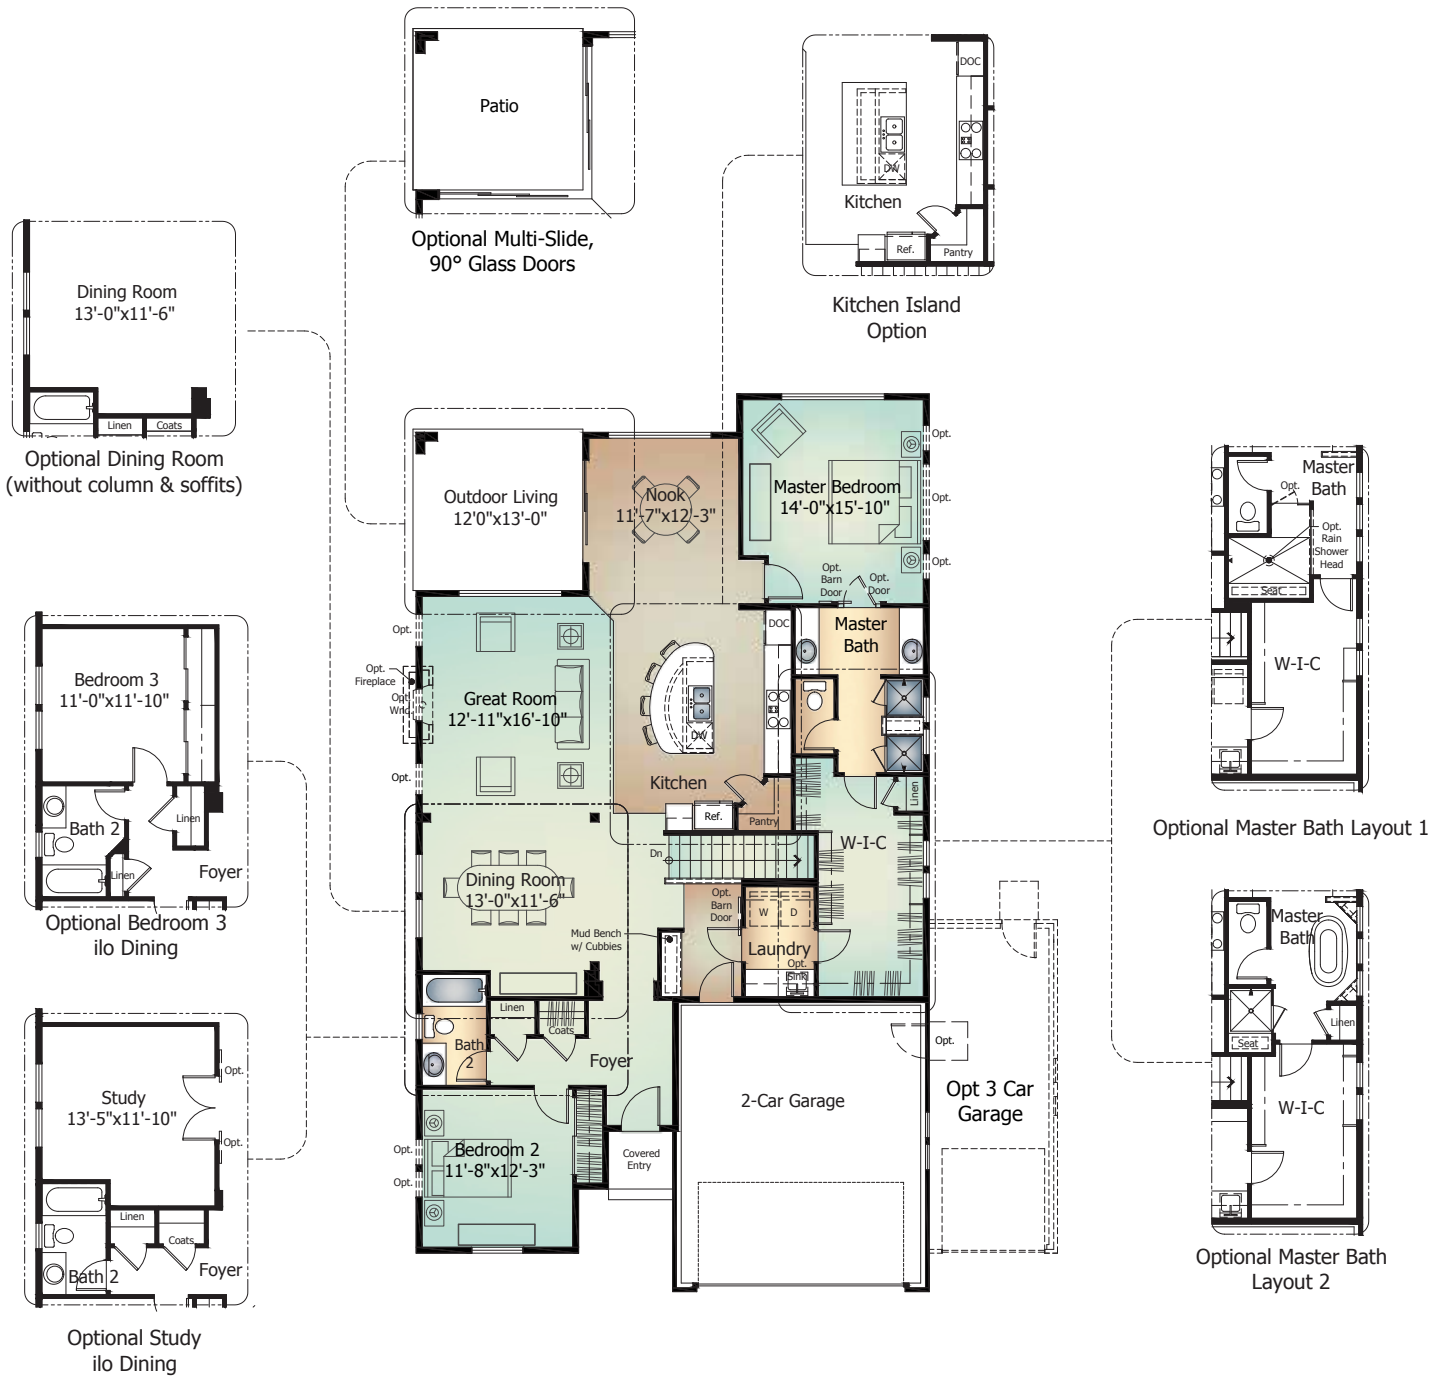 Patio
Optional Multi-Slide,
90° Glass Doors
DOC
DW
Kitchen
Ref.
Pantry
Kitchen Island
Option
Dining Room
13'-0"x11'-6"
Linen
Coats
Optional Dining Room
(without column & soffits)
Bedroom 3
11'-0"x11'-10"
Bath 2
Linen
Linen
Foyer
Optional Bedroom 3
ilo Dining
Study
13'-5"x11'-10"
Opt.
Opt.
Linen
Coats
Bath 2
Foyer
Optional Study
ilo Dining
Outdoor Living
12'0"x13'-0"
Nook
11'-7"x12'-3"
Master Bedroom
14'-0"x15'-10"
Opt.
Opt.
Opt.
Opt.
Barn
Door
Opt.
Door
Opt.
Opt.
Fireplace
Opt.
Opt.
Great Room
12'-11"x16'-10"
DOC
DW
Kitchen
Ref.
Pantry
Master
Bath
Linen
W-I-C
Dn
Dining Room
13'-0"x11'-6"
Opt.
Barn
Door
Mud Bench
w/ Cubbies
W
D
Laundry
Opt.
Sink
Linen
Coats
Bath
2
Foyer
Opt.
Opt.
Bedroom 2
11'-8"x12'-3"
Covered
Entry
2-Car Garage
Opt.
Opt 3 Car
Garage
Master
Bath
Opt.
Opt.
Rain
Shower
Head
Seat
W-I-C
Optional Master Bath Layout 1
Master
Bath
Linen
Seat
W-I-C
Optional Master Bath
Layout 2